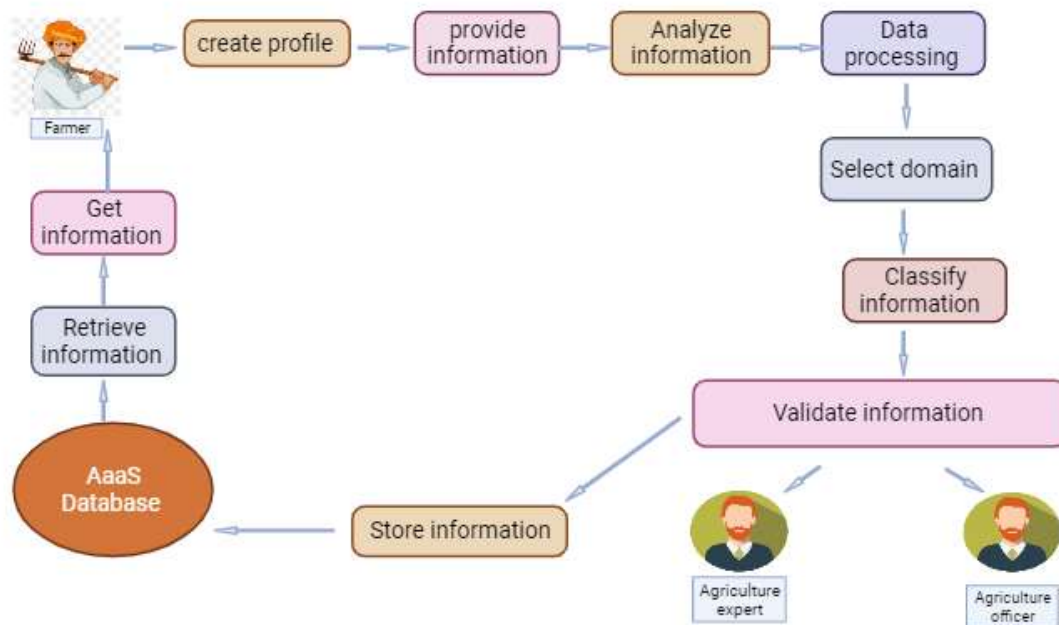 Farmer
create profile
provide
information
Analyze
information
Data
processing
Select domain
Classify
information
Validate information
Agriculture
expert
Agriculture
officer
Store information
AaaS
Database
Retrieve
information
Get
information